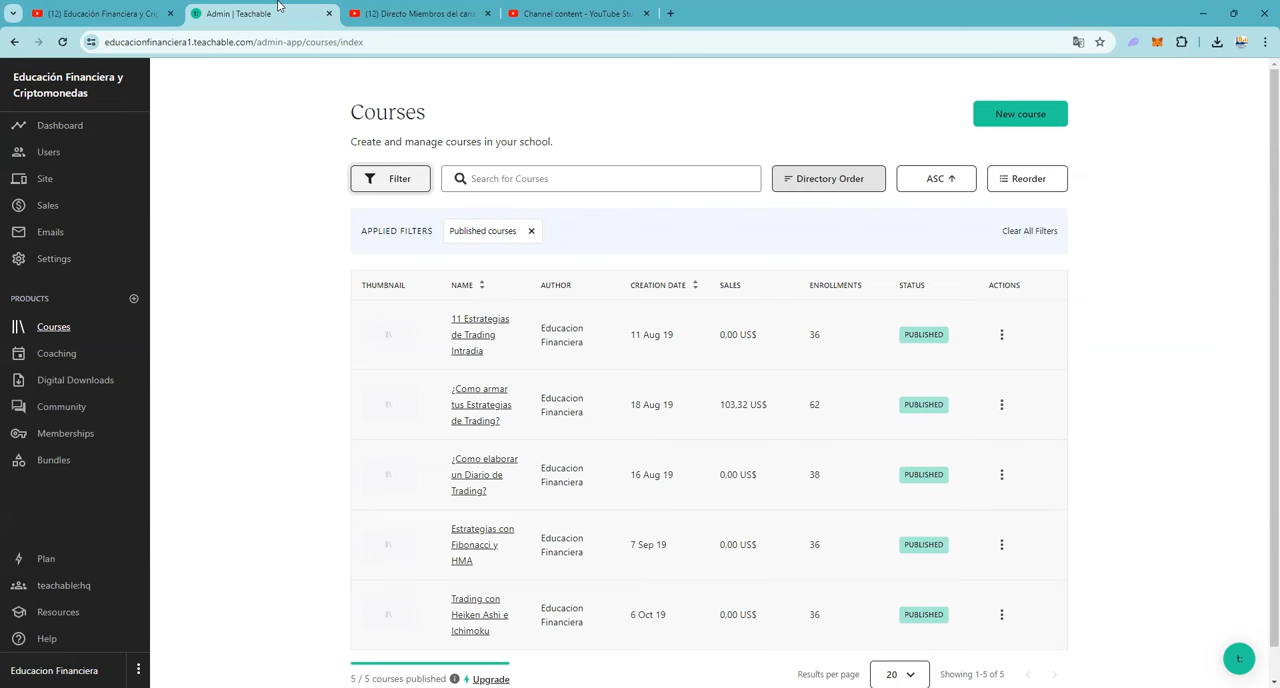 (12) Educación Financiera y Crip
Admin | Teachable
(12) Directo Miembros del cana
Channel content - YouTube Stu
educacionfinanciera1.teachable.com/admin-app/courses/index
Educación Financiera y
Criptomonedas
Dashboard
Users
Site
Sales
Emails
Settings
PRODUCTS
Courses
Coaching
Digital Downloads
Community
Memberships
Bundles
Plan
teachable:hq
Resources
Help
Educacion Financiera
Courses
New course
Create and manage courses in your school.
Filter
Search for Courses
Directory Order
ASC ↑
Reorder
APPLIED FILTERS
Published courses
Clear All Filters
THUMBNAIL NAME AUTHOR CREATION DATE SALES ENROLLMENTS STATUS ACTIONS
11 Estrategias
de Trading
Intradia
Educacion
Financiera
11 Aug 19
0,00 US$
36
PUBLISHED
¿Como armar
tus Estrategias
de Trading?
Educacion
Financiera
18 Aug 19
103,32 US$
62
PUBLISHED
¿Como elaborar
un Diario de
Trading?
Educacion
Financiera
16 Aug 19
0,00 US$
38
PUBLISHED
Estrategias con
Fibonacci y
HMA
Educacion
Financiera
7 Sep 19
0,00 US$
36
PUBLISHED
Trading con
Heiken Ashi e
Ichimoku
Educacion
Financiera
6 Oct 19
0,00 US$
36
PUBLISHED
5 / 5 courses published
Upgrade
Results per page
20
Showing 1-5 of 5
t: